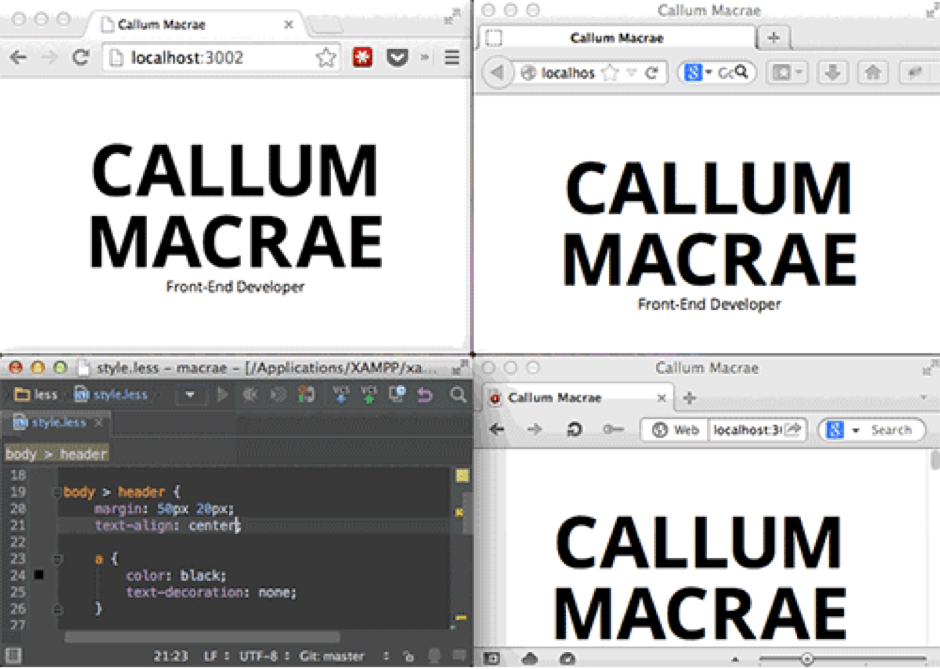 Callum Macrae
localhost:3002
CALLUM
MACRAE
Front-End Developer
Callum Macrae
Callum Macrae
localhos
CALLUM
MACRAE
Front-End Developer
style.less – macrae – [/Applications/XAMPP/xa...
less
style.less
style.less
body > header
18
19 body > header {
20 margin: 50px 20px;
21 text-align: center;
22
23 a {
24 color: black;
25 text-decoration: none;
26 }
27
21:23 LF UTF-8 Git: master
Callum Macrae
Callum Macrae
Web localhost:3 Search
CALLUM
MACRAE